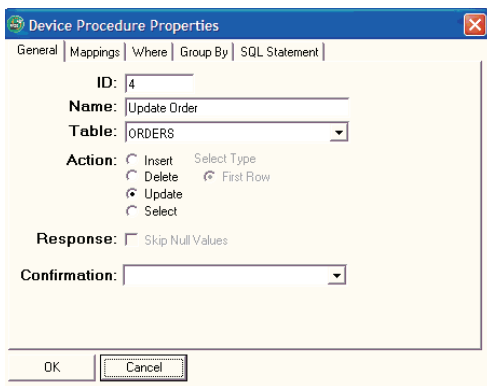 Device Procedure Properties
General Mappings Where Group By SQL Statement
ID: 4
Name: Update Order
Table: ORDERS
Action: Insert Select Type
Delete First Row
Update
Select
Response: Skip Null Values
Confirmation:
OK Cancel